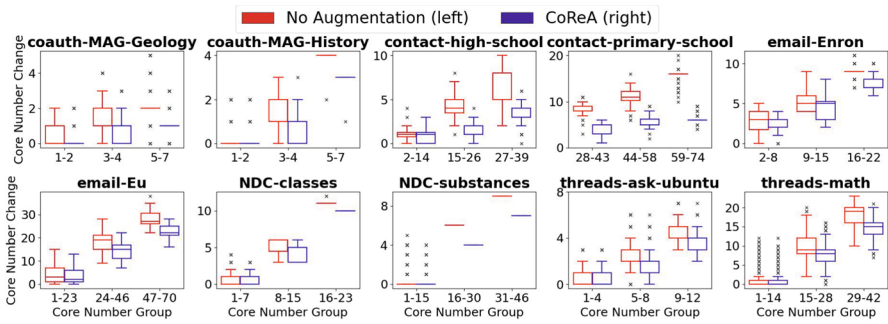 No Augmentation (left) CoReA (right)
coauth-MAG-Geology coauth-MAG-History contact-high-school contact-primary-school email-Enron
Core Number Change
0 2 4
1-2 3-4 5-7
0 2 4
1-2 3-4 5-7
0 5 10
2-14 15-26 27-39
0 10 20
28-43 44-58 59-74
0 5 10
2-8 9-15 16-22
email-Eu NDC-classes NDC-substances threads-ask-ubuntu threads-math
Core Number Change
0 10 20 30
1-23 24-46 47-70
0 5 10
1-7 8-15 16-23
0 5
1-15 16-30 31-46
0 4 8
1-4 5-8 9-12
0 5 10 15 20
1-14 15-28 29-42
Core Number Group Core Number Group Core Number Group Core Number Group Core Number Group